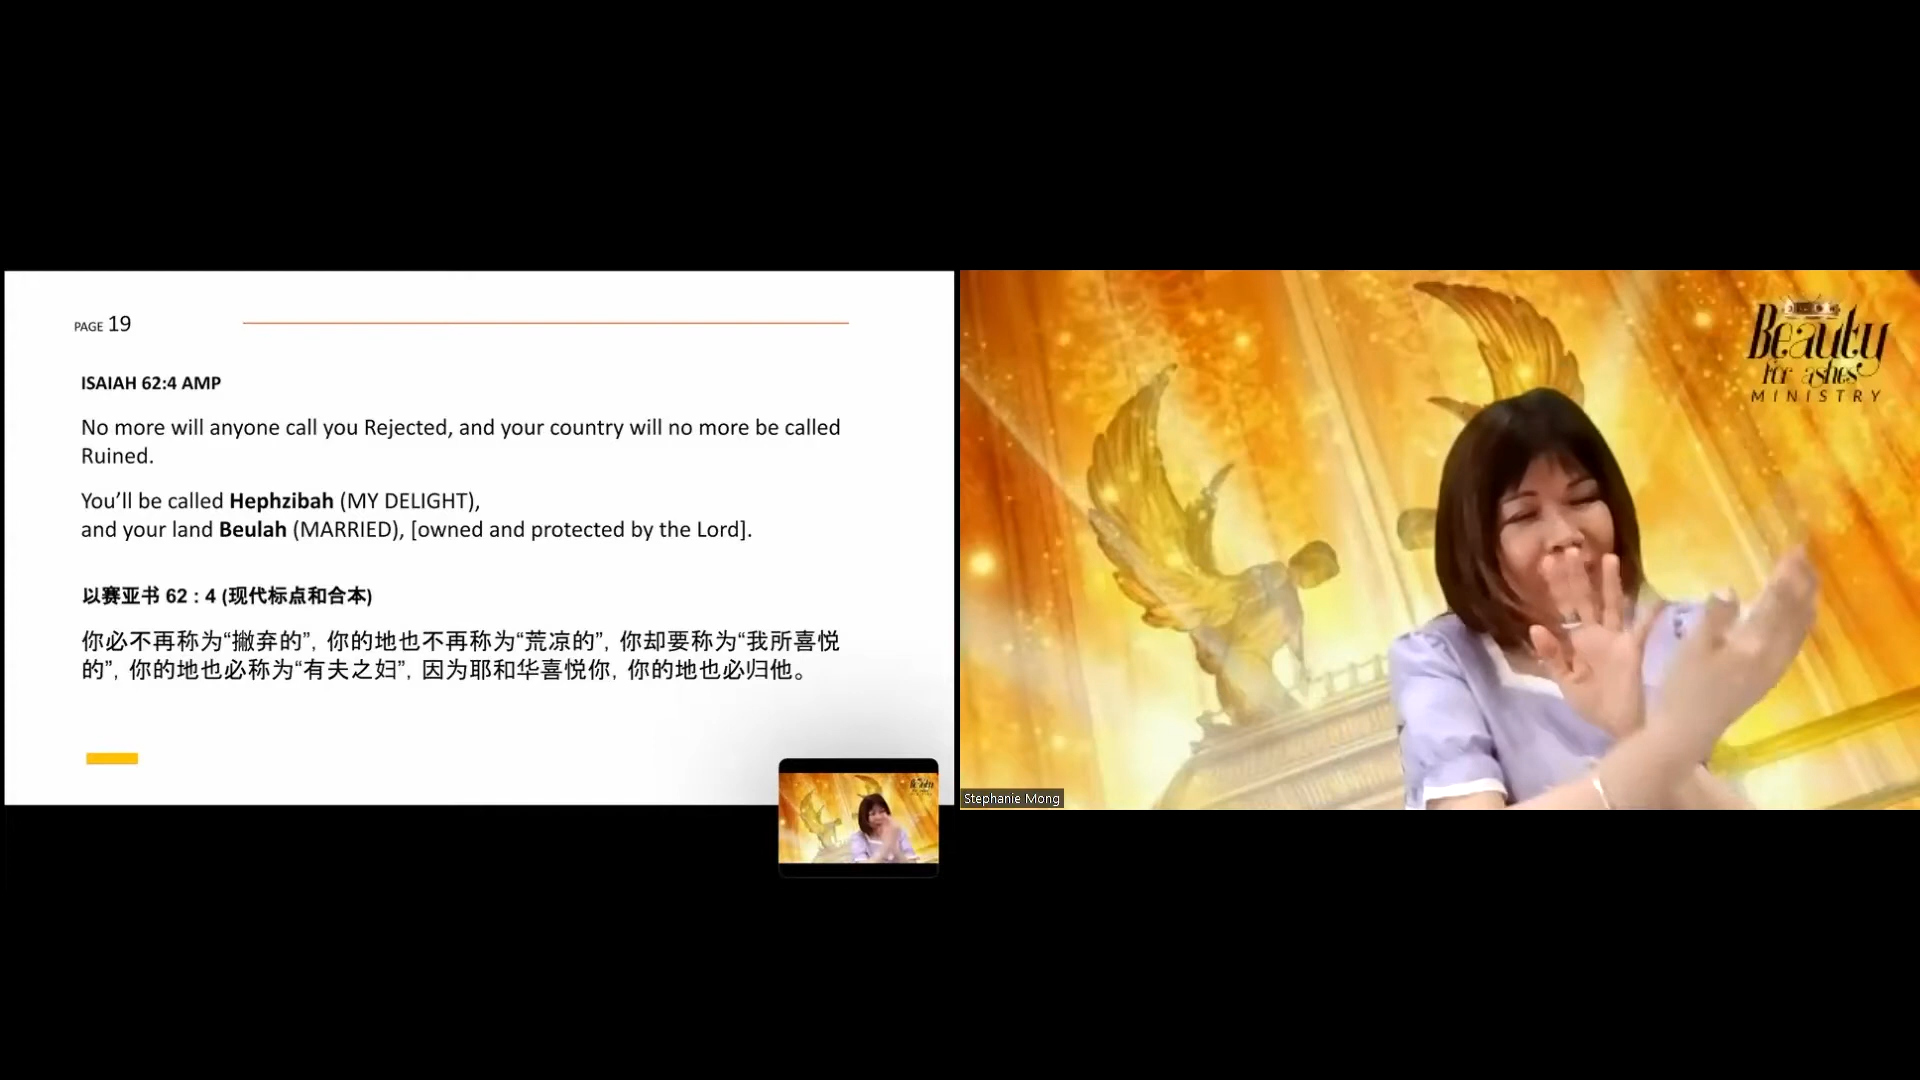 PAGE 19
ISAIAH 62:4 AMP
No more will anyone call you Rejected, and your country will no more be called
Ruined.
You’ll be called Hephzibah (MY DELIGHT),
and your land Beulah (MARRIED), [owned and protected by the Lord].
以赛亚书 62 : 4 (现代标点和合本)
你必不再称为“撇弃的”, 你的地也不再称为“荒凉的”, 你却要称为“我所喜悦
的”, 你的地也必称为“有夫之妇”, 因为耶和华喜悦你, 你的地也必归他。
Beauty
For ashes
MINISTRY
Stephanie Mong